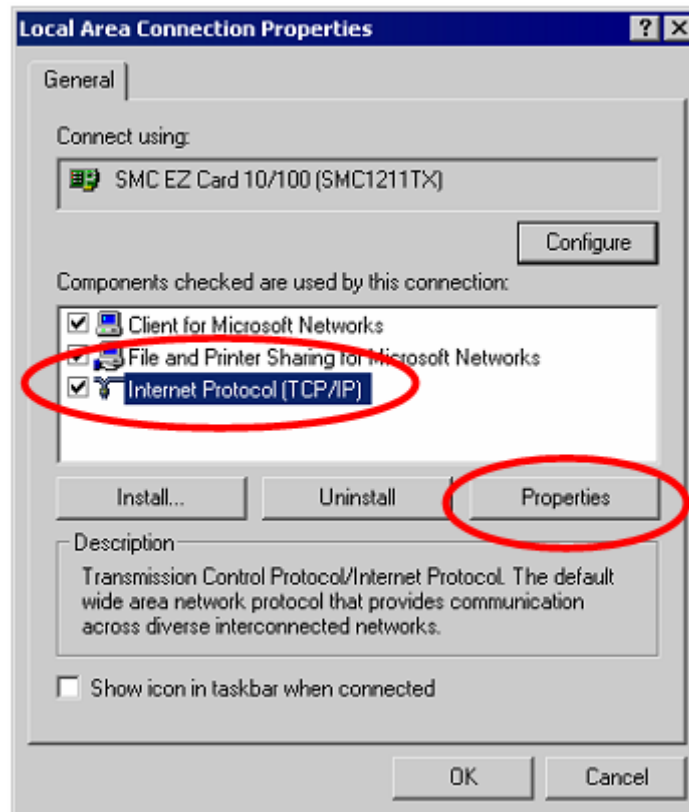 Local Area Connection Properties
General
Connect using:
SMC EZ Card 10/100 (SMC1211TX)
Configure
Components checked are used by this connection:
Client for Microsoft Networks
File and Printer Sharing for Microsoft Networks
Internet Protocol (TCP/IP)
Install...
Uninstall
Properties
Description
Transmission Control Protocol/Internet Protocol. The default
wide area network protocol that provides communication
across diverse interconnected networks.
Show icon in taskbar when connected
OK
Cancel